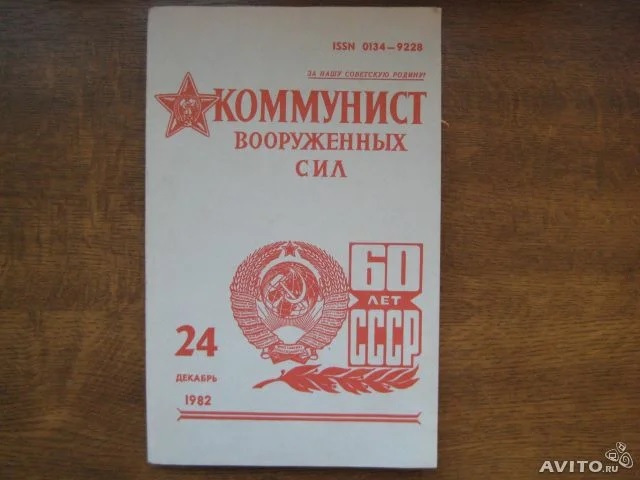 ISSN 0134—9228
ЗА НАШУ СОВЕТСКУЮ РОДИНУ!
КОММУНИСТ
ВООРУЖЕННЫХ
СИЛ
60
ЛЕТ
СССР
24
ДЕКАБРЬ
1982
AVITO.ru